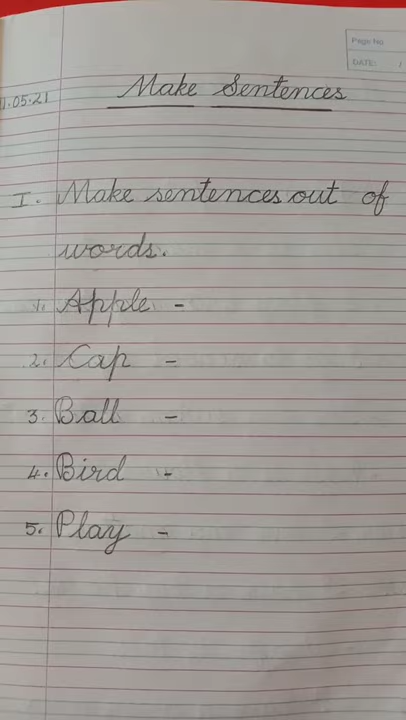 Page No
DATE: /
1.05.21
Make Sentences
I. Make sentences out of
words.
1. Apple -
2. Cap -
3. Ball -
4. Bird -
5. Play -